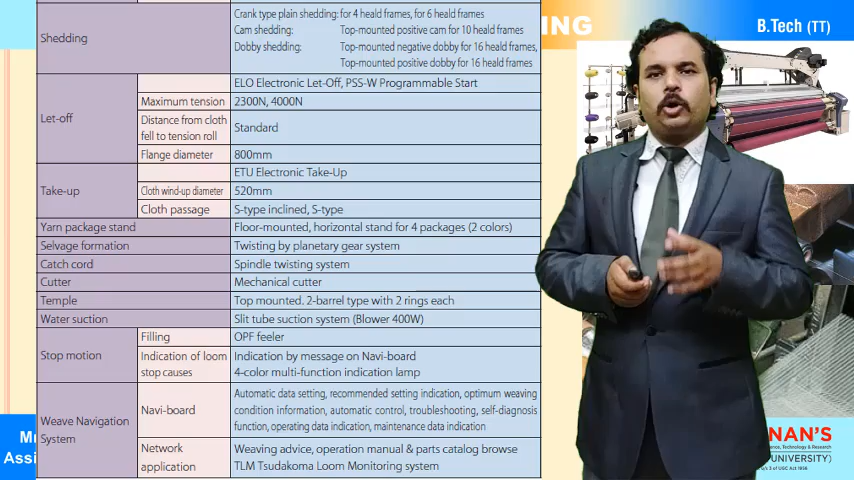 ING
B.Tech (TT)
Shedding
Crank type plain shedding: for 4 heald frames, for 6 heald frames
Cam shedding: Top-mounted positive cam for 10 heald frames
Dobby shedding: Top-mounted negative dobby for 16 heald frames,
Top-mounted positive dobby for 16 heald frames
Let-off
ELO Electronic Let-Off, PSS-W Programmable Start
Maximum tension 2300N, 4000N
Distance from cloth
fell to tension roll
Standard
Flange diameter 800mm
Take-up
ETU Electronic Take-Up
Cloth wind-up diameter 520mm
Cloth passage S-type inclined, S-type
Yarn package stand Floor-mounted, horizontal stand for 4 packages (2 colors)
Selvage formation Twisting by planetary gear system
Catch cord Spindle twisting system
Cutter Mechanical cutter
Temple Top mounted. 2-barrel type with 2 rings each
Water suction Slit tube suction system (Blower 400W)
Stop motion
Filling OPF feeler
Indication of loom
stop causes
Indication by message on Navi-board
4-color multi-function indication lamp
Weave Navigation
System
Navi-board
Automatic data setting, recommended setting indication, optimum weaving
condition information, automatic control, troubleshooting, self-diagnosis
function, operating data indication, maintenance data indication
Network
application
Weaving advice, operation manual & parts catalog browse
TLM Tsudakoma Loom Monitoring system
Assi
NAN'S
ence, Technology & Research
UNIVERSITY)
u/s 3 of UGC Act 1956